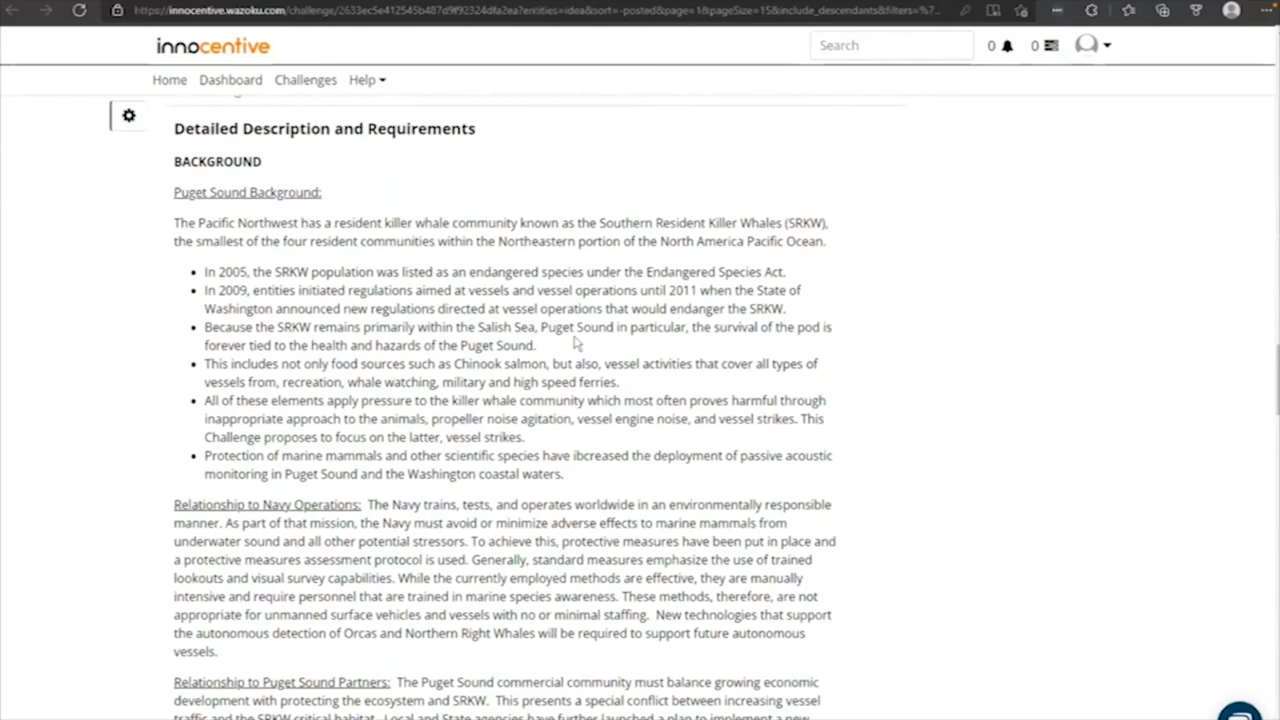 https://innocentive.wazoku.com/challenge/2633ec5e412545b487d9f92324dfa2ea?entities=idea&sort=-posted&page=1&pageSize=15&include_descendants&filters=%7...
innocentive
Search
0
0
Home Dashboard Challenges Help
Detailed Description and Requirements
BACKGROUND
Puget Sound Background:
The Pacific Northwest has a resident killer whale community known as the Southern Resident Killer Whales (SRKW),
the smallest of the four resident communities within the Northeastern portion of the North America Pacific Ocean.
• In 2005, the SRKW population was listed as an endangered species under the Endangered Species Act.
• In 2009, entities initiated regulations aimed at vessels and vessel operations until 2011 when the State of
Washington announced new regulations directed at vessel operations that would endanger the SRKW.
• Because the SRKW remains primarily within the Salish Sea, Puget Sound in particular, the survival of the pod is
forever tied to the health and hazards of the Puget Sound.
• This includes not only food sources such as Chinook salmon, but also, vessel activities that cover all types of
vessels from, recreation, whale watching, military and high speed ferries.
• All of these elements apply pressure to the killer whale community which most often proves harmful through
inappropriate approach to the animals, propeller noise agitation, vessel engine noise, and vessel strikes. This
Challenge proposes to focus on the latter, vessel strikes.
• Protection of marine mammals and other scientific species have ibcreased the deployment of passive acoustic
monitoring in Puget Sound and the Washington coastal waters.
Relationship to Navy Operations: The Navy trains, tests, and operates worldwide in an environmentally responsible
manner. As part of that mission, the Navy must avoid or minimize adverse effects to marine mammals from
underwater sound and all other potential stressors. To achieve this, protective measures have been put in place and
a protective measures assessment protocol is used. Generally, standard measures emphasize the use of trained
lookouts and visual survey capabilities. While the currently employed methods are effective, they are manually
intensive and require personnel that are trained in marine species awareness. These methods, therefore, are not
appropriate for unmanned surface vehicles and vessels with no or minimal staffing. New technologies that support
the autonomous detection of Orcas and Northern Right Whales will be required to support future autonomous
vessels.
Relationship to Puget Sound Partners: The Puget Sound commercial community must balance growing economic
development with protecting the ecosystem and SRKW. This presents a special conflict between increasing vessel
traffic and the SRKW critical habitat. Local and State agencies have further launched a plan to implement a new